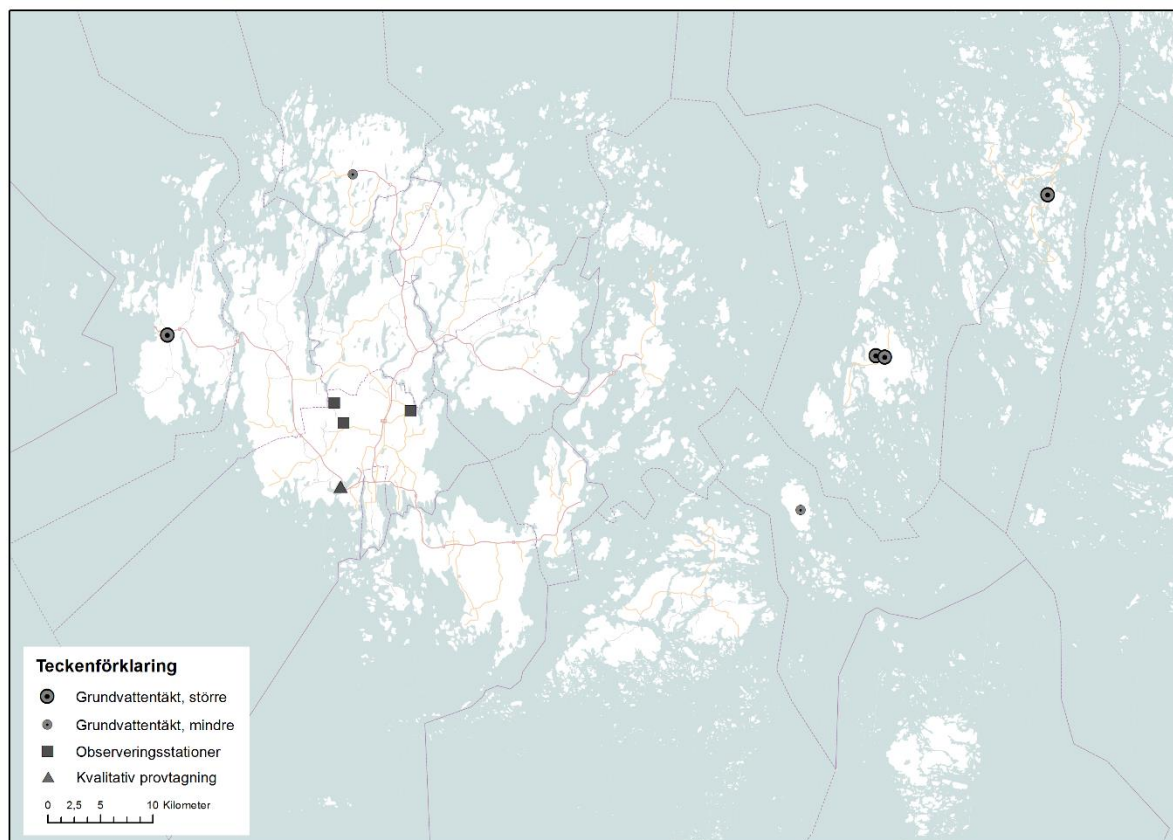 Teckenförklaring
Grundvattentäkt, större
Grundvattentäkt, mindre
Observeringsstationer
Kvalitativ provtagning
0 2,5 5 10 Kilometer